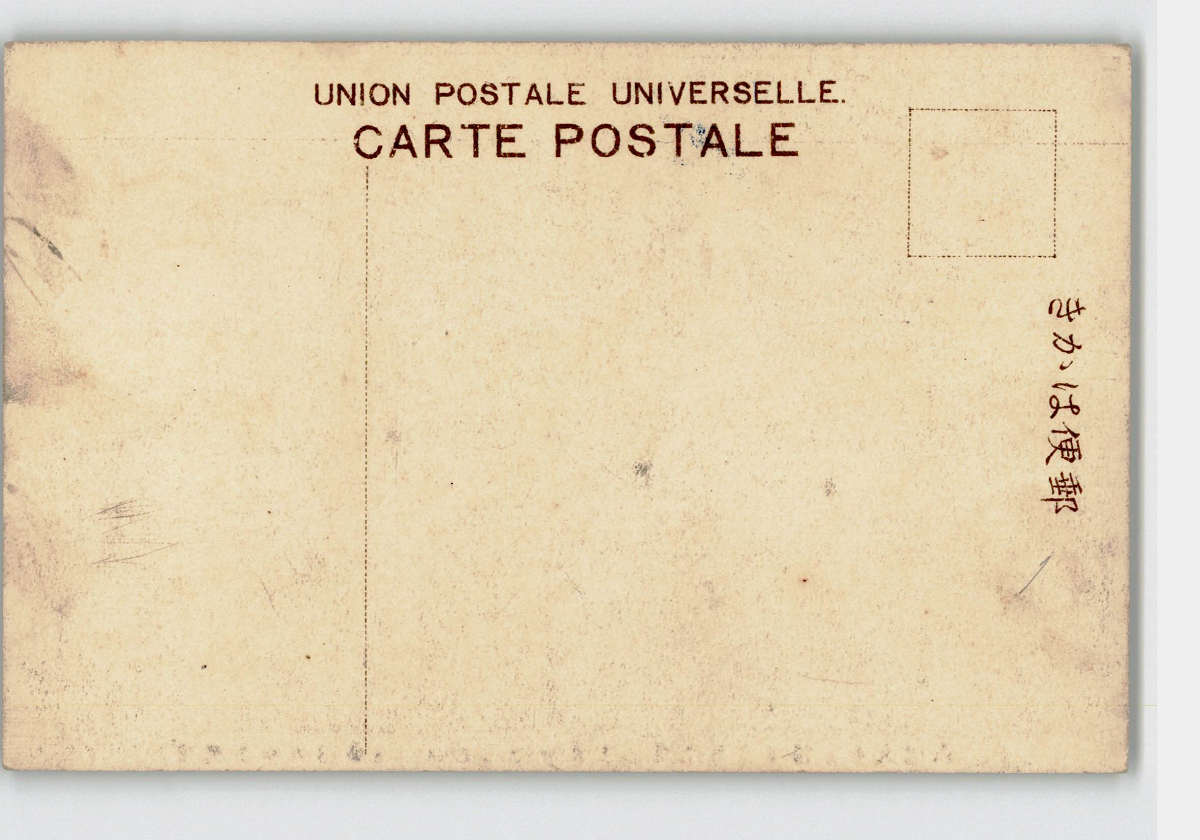 UNION POSTALE UNIVERSELLE.
CARTE POSTALE
きかは便郵